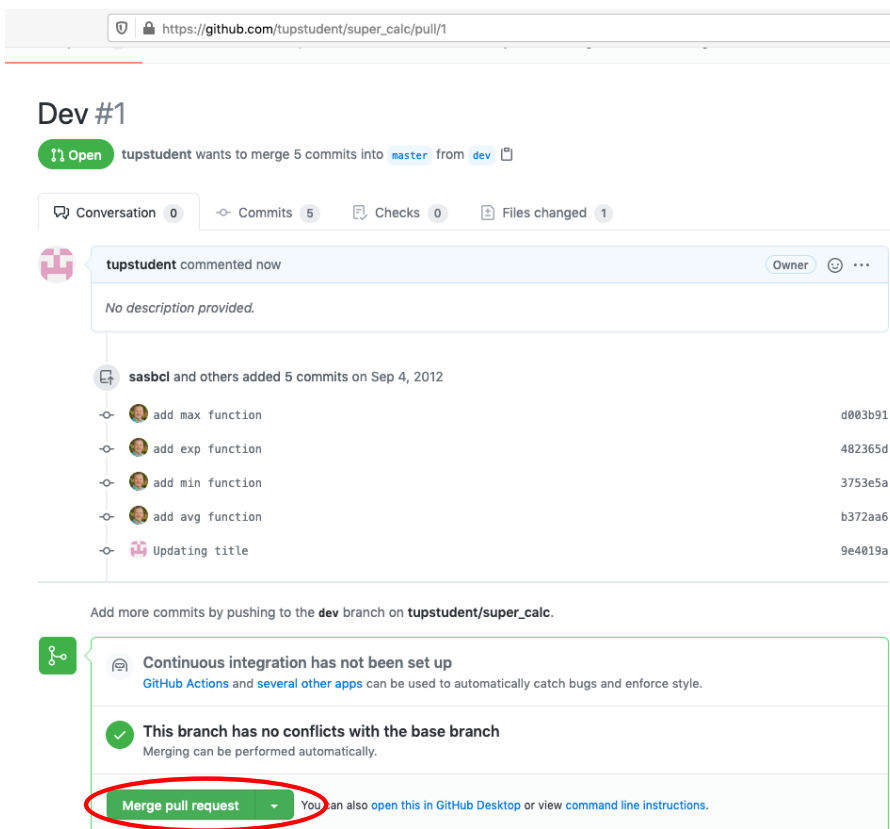 https://github.com/tupstudent/super_calc/pull/1
Dev #1
Open tupstudent wants to merge 5 commits into master from dev
Conversation 0 Commits 5 Checks 0 Files changed 1
tupstudent commented now Owner ...
No description provided.
sasbcl and others added 5 commits on Sep 4, 2012
add max function d003b91
add exp function 482365d
add min function 3753e5a
add avg function b372aa6
Updating title 9e4019a
Add more commits by pushing to the dev branch on tupstudent/super_calc.
Continuous integration has not been set up
GitHub Actions and several other apps can be used to automatically catch bugs and enforce style.
This branch has no conflicts with the base branch
Merging can be performed automatically.
Merge pull request You can also open this in GitHub Desktop or view command line instructions.